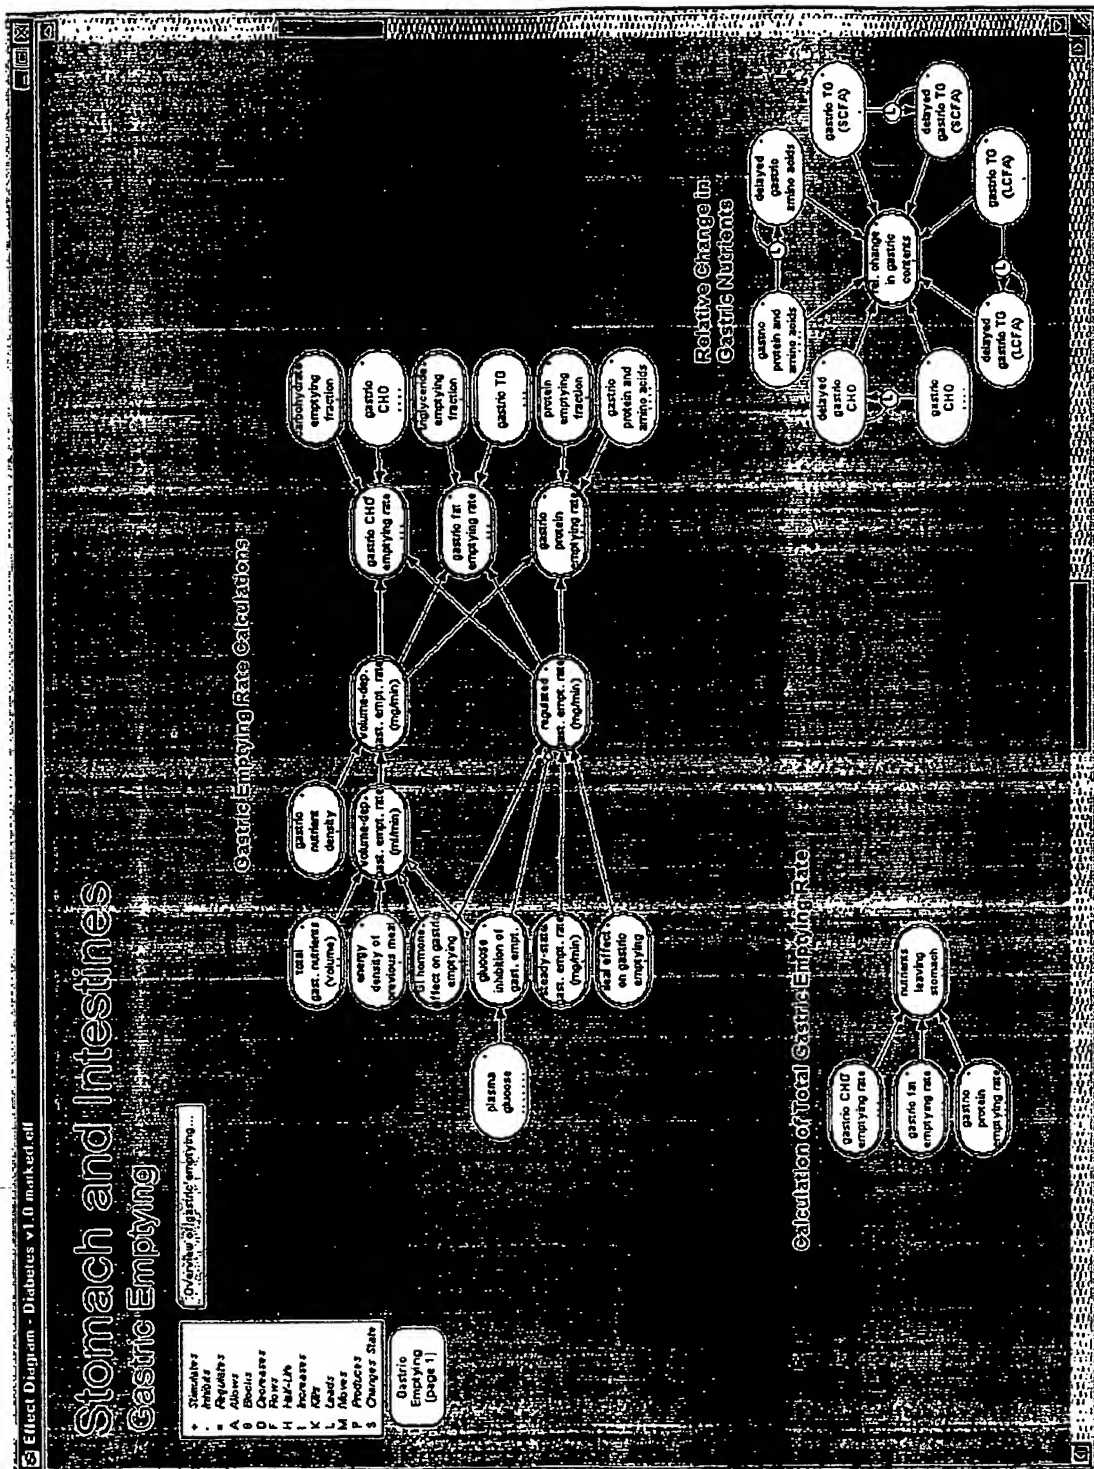 Effect Diagram - Diabetes v1.0 marked.eff
Stomach and Intestines
Gastric Emptying
Overview of gastric emptying...
+ Stimulates
- Inhibits
= Regulates
A Allows
B Blocks
D Decreases
F Flows
H Half-Life
I Increases
K Kills
L Leads
M Moves
P Produces
S Changes State
Gastric
Emptying
(page 1)
Gastric Emptying Rate Calculations
total
gast. nutrients
(volume)
energy
density of
previous meal
GI hormone
effect on gastric
emptying
glucose
inhibition of
gast. empt.
steady-state
gast. empt. rate
(mg/min)
ileal effect
on gastric
emptying
plasma
glucose
gastric
nutrient
density
volume-dep.
gast. empt. rate
(ml/min)
volume-dep.
gast. empt. rate
(mg/min)
regulated
gast. empt. rate
(mg/min)
gastric CHO
emptying rate
gastric fat
emptying rate
gastric
protein
emptying rate
carbohydrate
emptying
fraction
gastric
CHO
triglyceride
emptying
fraction
gastric TG
protein
emptying
fraction
gastric
protein and
amino acids
Calculation of Total Gastric Emptying Rate
gastric CHO
emptying rate
gastric fat
emptying rate
gastric
protein
emptying rate
nutrients
leaving
stomach
Relative Change in
Gastric Nutrients
gastric
protein and
amino acids
L
delayed
gastric
amino acids
delayed
gastric
CHO
L
gastric
CHO
rel. change
in gastric
contents
gastric TG
(SCFA)
L
delayed
gastric TG
(SCFA)
delayed
gastric TG
(LCFA)
L
gastric TG
(LCFA)